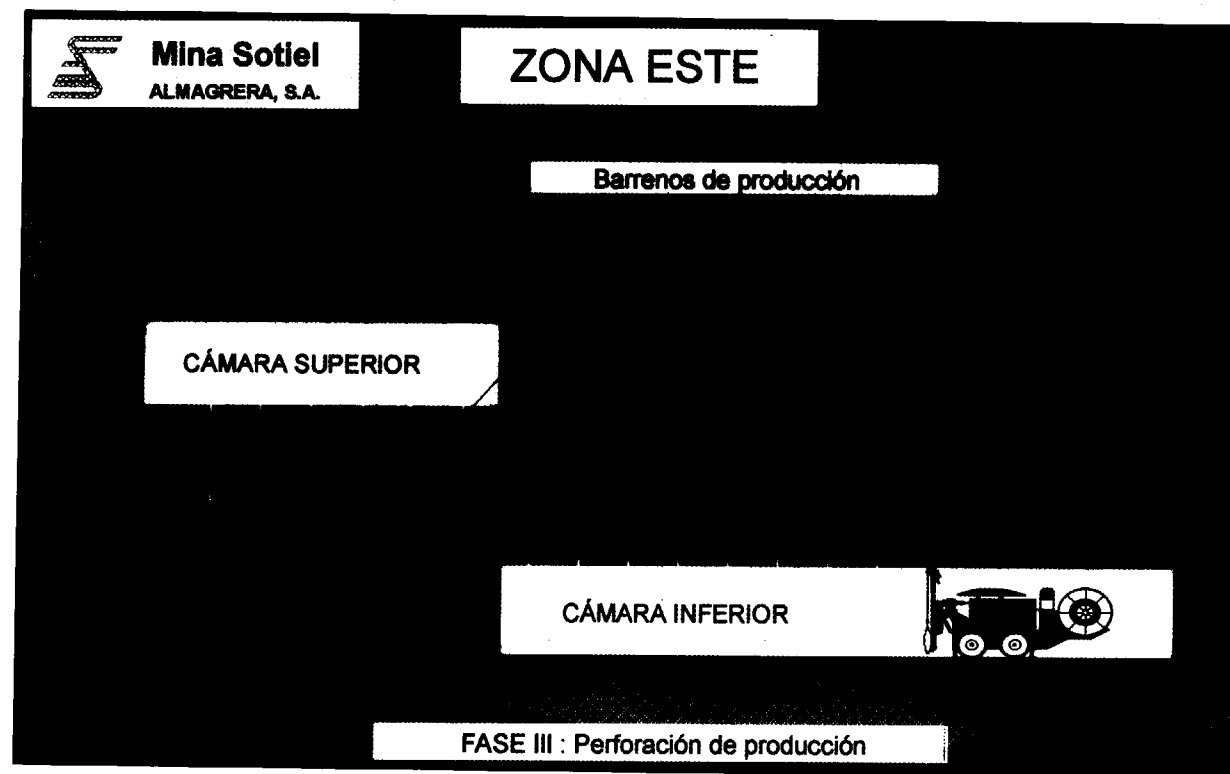 Mina Sotiel
ALMAGRERA, S.A.
ZONA ESTE
Barrenos de producción
CÁMARA SUPERIOR
CÁMARA INFERIOR
FASE III : Perforación de producción